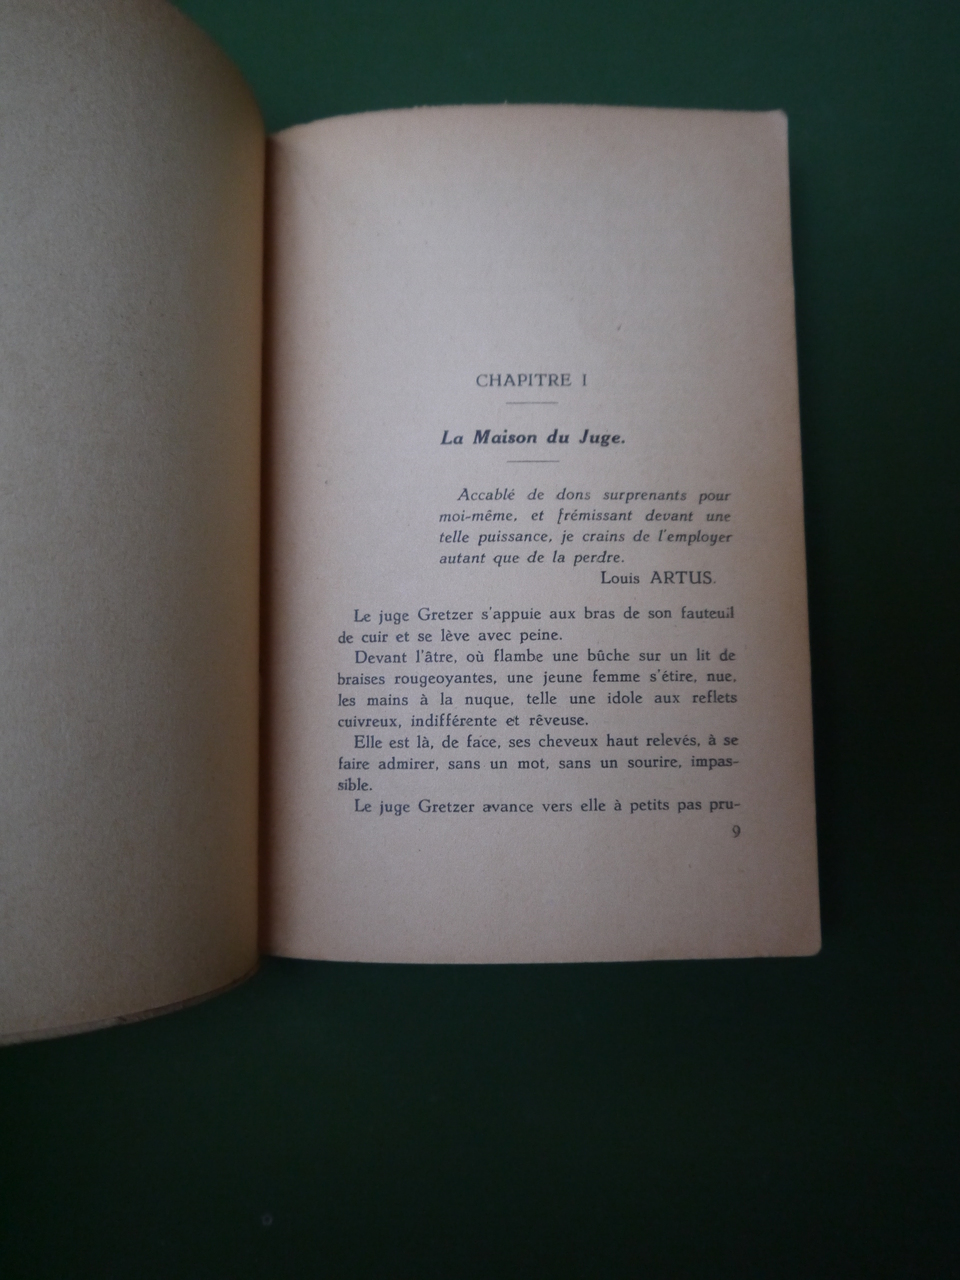 CHAPITRE I
La Maison du Juge.
Accablé de dons surprenants pour
moi-même, et frémissant devant une
telle puissance, je crains de l'employer
autant que de la perdre.
Louis ARTUS.
Le juge Gretzer s'appuie aux bras de son fauteuil
de cuir et se lève avec peine.
Devant l'âtre, où flambe une bûche sur un lit de
braises rougeoyantes, une jeune femme s'étire, nue,
les mains à la nuque, telle une idole aux reflets
cuivreux, indifférente et rêveuse.
Elle est là, de face, ses cheveux haut relevés, à se
faire admirer, sans un mot, sans un sourire, impas-
sible.
Le juge Gretzer avance vers elle à petits pas pru-
9